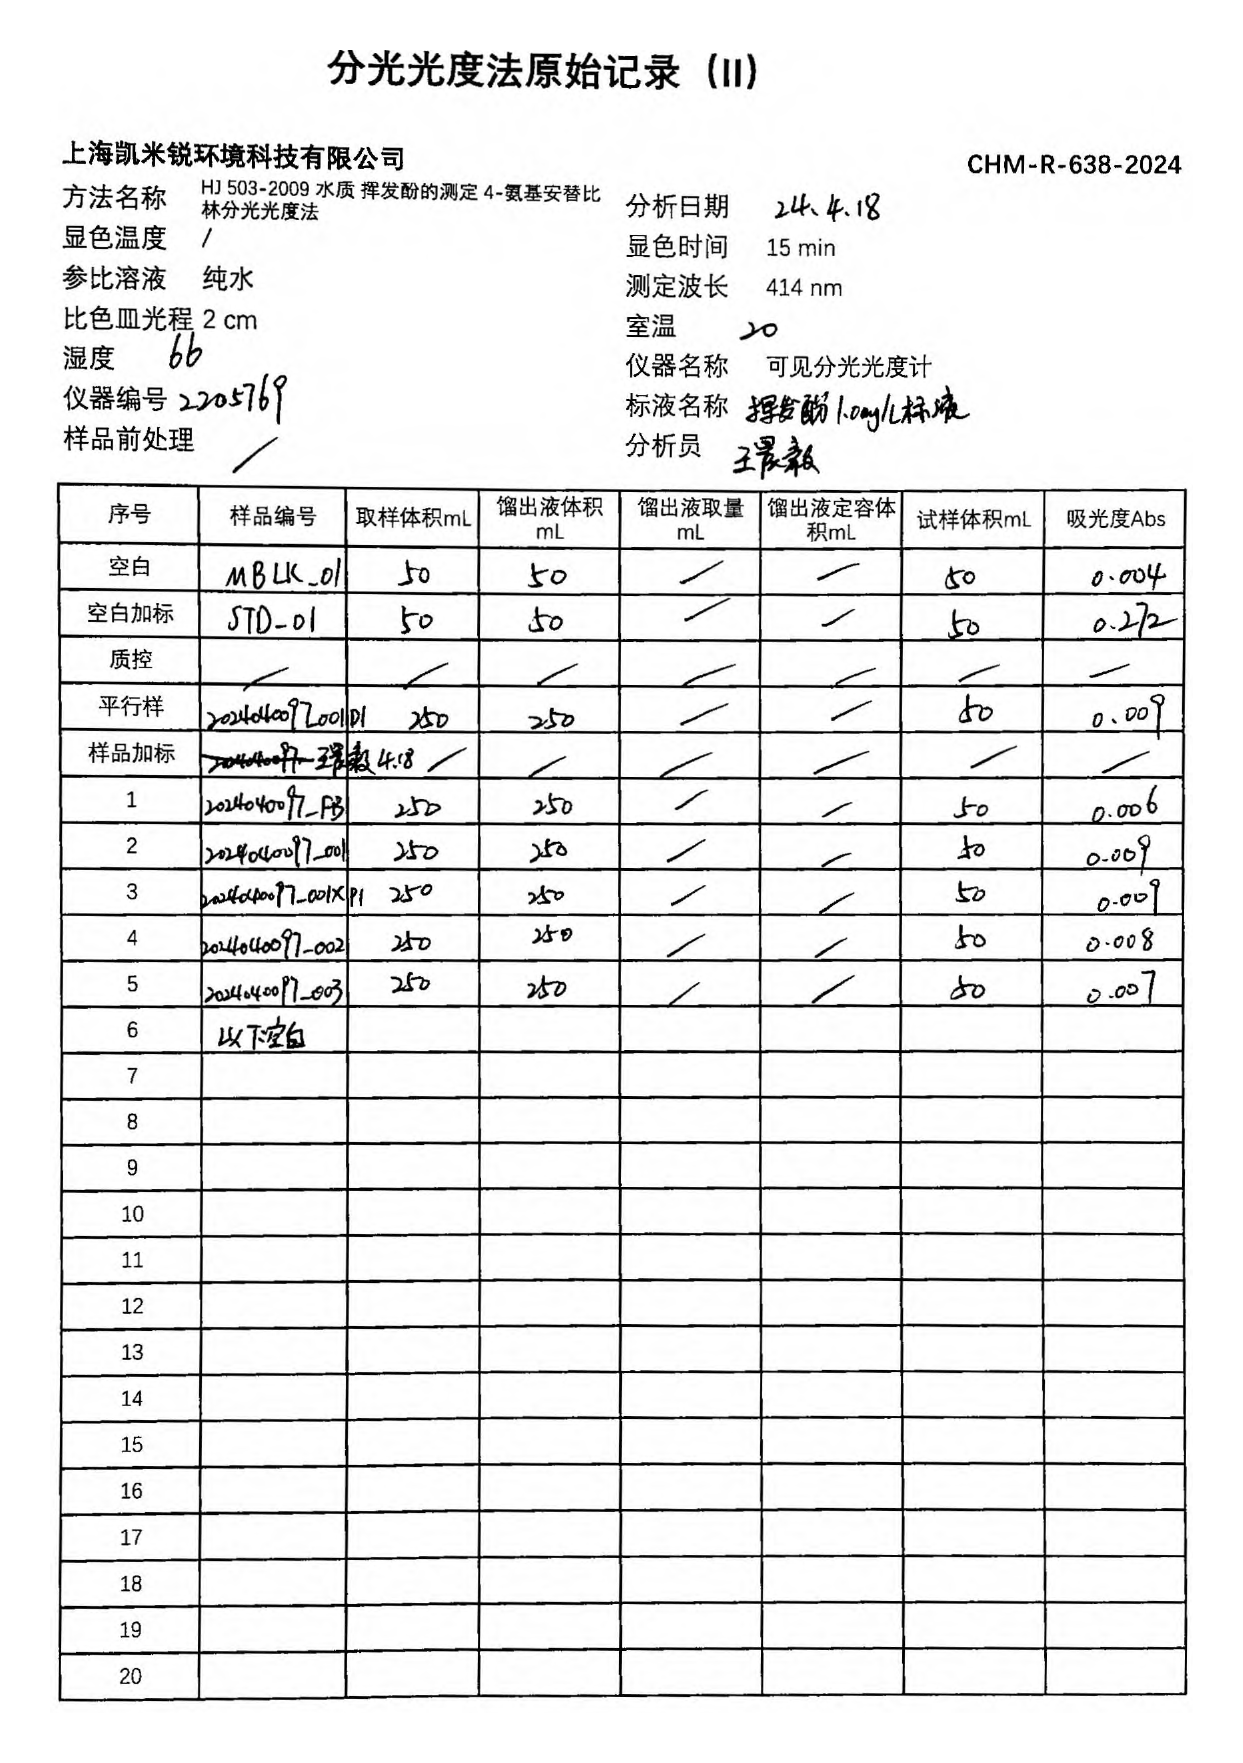 分光光度法原始记录（II）
上海凯米锐环境科技有限公司
CHM-R-638-2024
方法名称 HJ 503-2009 水质 挥发酚的测定 4-氨基安替比林分光光度法
分析日期 24.4.18
显色温度 /
显色时间 15 min
参比溶液 纯水
测定波长 414 nm
比色皿光程 2 cm
室温 20
湿度 66
仪器名称 可见分光光度计
仪器编号 2205769
标液名称 挥发酚1.0mg/L标液
样品前处理 /
分析员 王晨毅
序号 样品编号 取样体积mL 馏出液体积mL 馏出液取量mL 馏出液定容体积mL 试样体积mL 吸光度Abs
空白 MBLK_01 50 50 / / 50 0.004
空白加标 STD-01 50 50 / / 50 0.272
质控 / / / / / / /
平行样 2024040097_001D1 250 250 / / 50 0.009
样品加标 2024040097 王晨毅 4.18 / / / / / /
1 2024040097_FB 250 250 / / 50 0.006
2 2024040097_001 250 250 / / 50 0.009
3 2024040097_001XP1 250 250 / / 50 0.009
4 2024040097_002 250 250 / / 50 0.008
5 2024040097_003 250 250 / / 50 0.007
6 以下空白
7
8
9
10
11
12
13
14
15
16
17
18
19
20